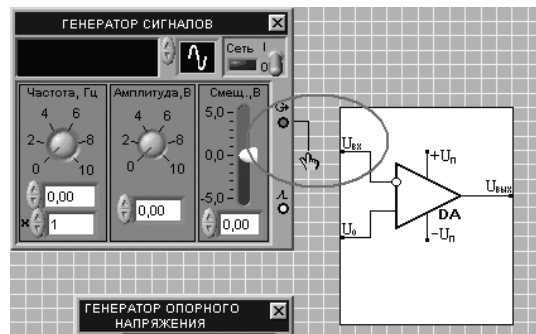 ГЕНЕРАТОР СИГНАЛОВ
Сеть
I
0
Частота, Гц
4 6
2 8
0 10
0,00
× 1
Амплитуда,В
4 6
2 8
0 10
0,00
Смещ.,В
5,0
0,0
-5,0
0,00
Uвх
+Uп
Uвых
DA
U₀
-Uп
ГЕНЕРАТОР ОПОРНОГО
НАПРЯЖЕНИЯ